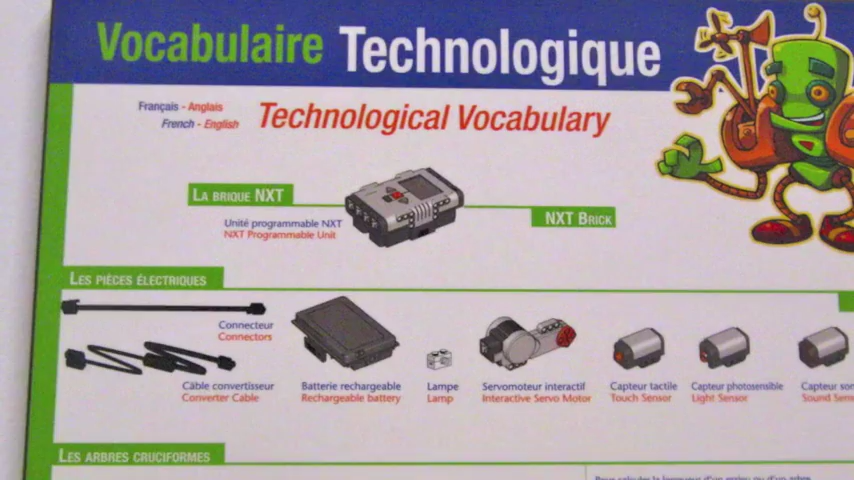 Vocabulaire Technologique
Français - Anglais
French - English
Technological Vocabulary
LA BRIQUE NXT
Unité programmable NXT
NXT Programmable Unit
NXT BRICK
LES PIÈCES ÉLECTRIQUES
Connecteur
Connectors
Câble convertisseur
Converter Cable
Batterie rechargeable
Rechargeable battery
Lampe
Lamp
Servomoteur interactif
Interactive Servo Motor
Capteur tactile
Touch Sensor
Capteur photosensible
Light Sensor
Capteur
Sound
LES ARBRES CRUCIFORMES